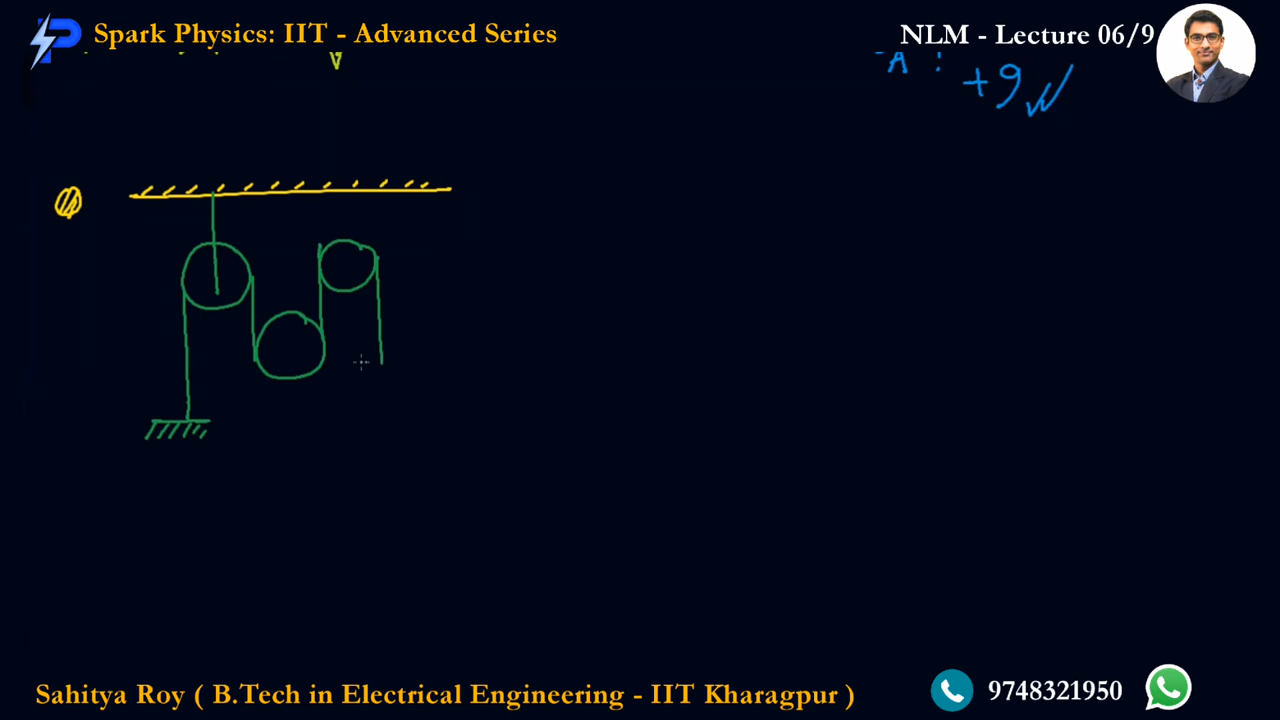 Spark Physics: IIT - Advanced Series
NLM - Lecture 06/9
A :
+9
Sahitya Roy ( B.Tech in Electrical Engineering - IIT Kharagpur )
9748321950